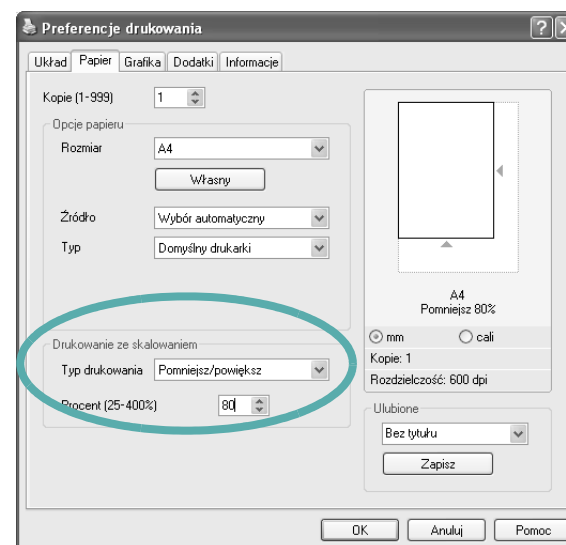 Preferencje drukowania
Układ Papier Grafika Dodatki Informacje
Kopie (1-999) 1
Opcje papieru
Rozmiar A4
Własny
Źródło Wybór automatyczny
Typ Domyślny drukarki
A4
Pomniejsz 80%
mm cali
Kopie: 1
Rozdzielczość: 600 dpi
Drukowanie ze skalowaniem
Typ drukowania Pomniejsz/powiększ
Procent (25-400%) 80
Ulubione
Bez tytułu
Zapisz
OK Anuluj Pomoc